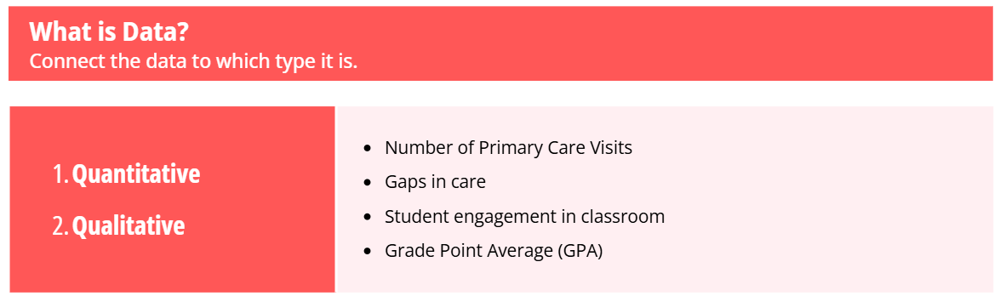 What is Data?
Connect the data to which type it is.
1. Quantitative
2. Qualitative
• Number of Primary Care Visits
• Gaps in care
• Student engagement in classroom
• Grade Point Average (GPA)